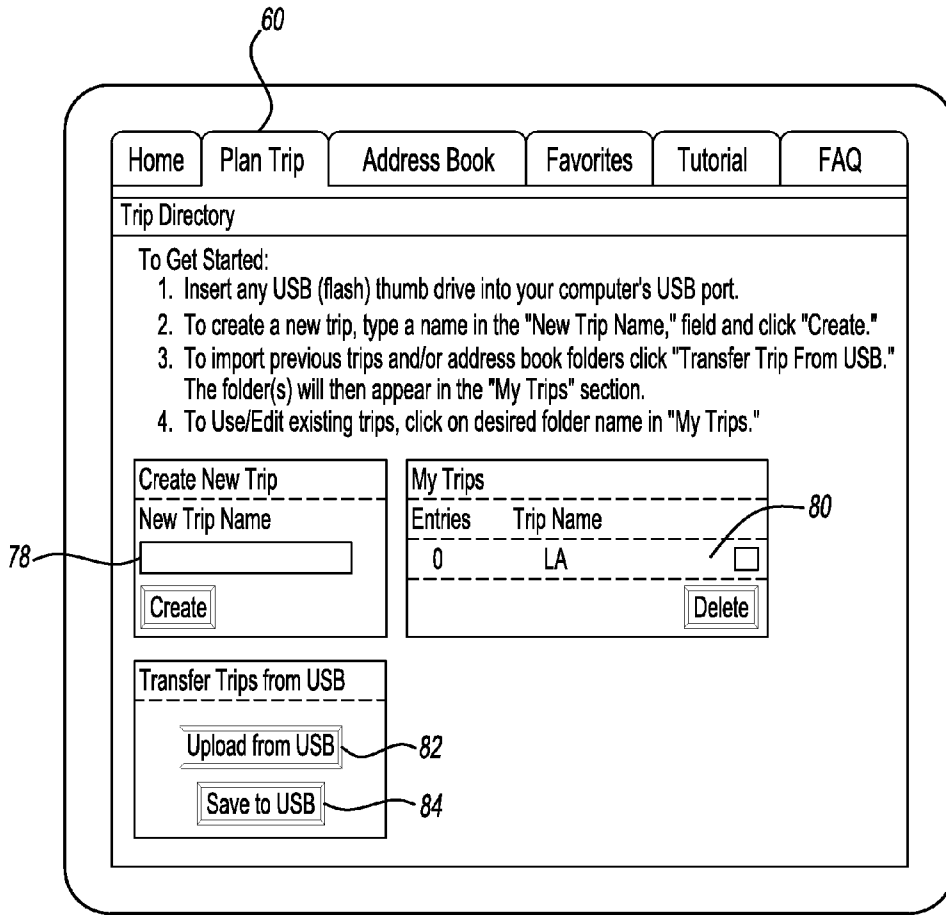 60
Home Plan Trip Address Book Favorites Tutorial FAQ
Trip Directory
To Get Started:
1. Insert any USB (flash) thumb drive into your computer's USB port.
2. To create a new trip, type a name in the "New Trip Name," field and click "Create."
3. To import previous trips and/or address book folders click "Transfer Trip From USB."
The folder(s) will then appear in the "My Trips" section.
4. To Use/Edit existing trips, click on desired folder name in "My Trips."
Create New Trip
New Trip Name
78
Create
My Trips
Entries Trip Name
0 LA
80
Delete
Transfer Trips from USB
Upload from USB
82
Save to USB
84